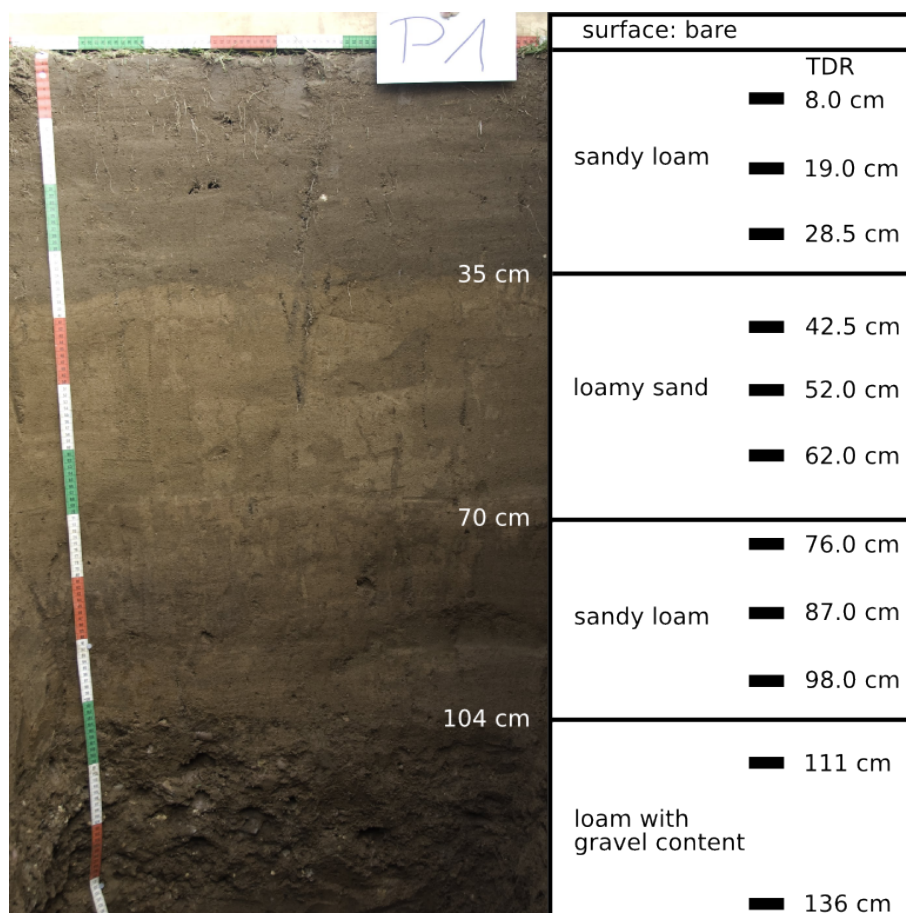 P1
surface: bare
TDR
8.0 cm
sandy loam
19.0 cm
28.5 cm
35 cm
42.5 cm
loamy sand
52.0 cm
62.0 cm
70 cm
76.0 cm
sandy loam
87.0 cm
98.0 cm
104 cm
111 cm
loam with
gravel content
136 cm